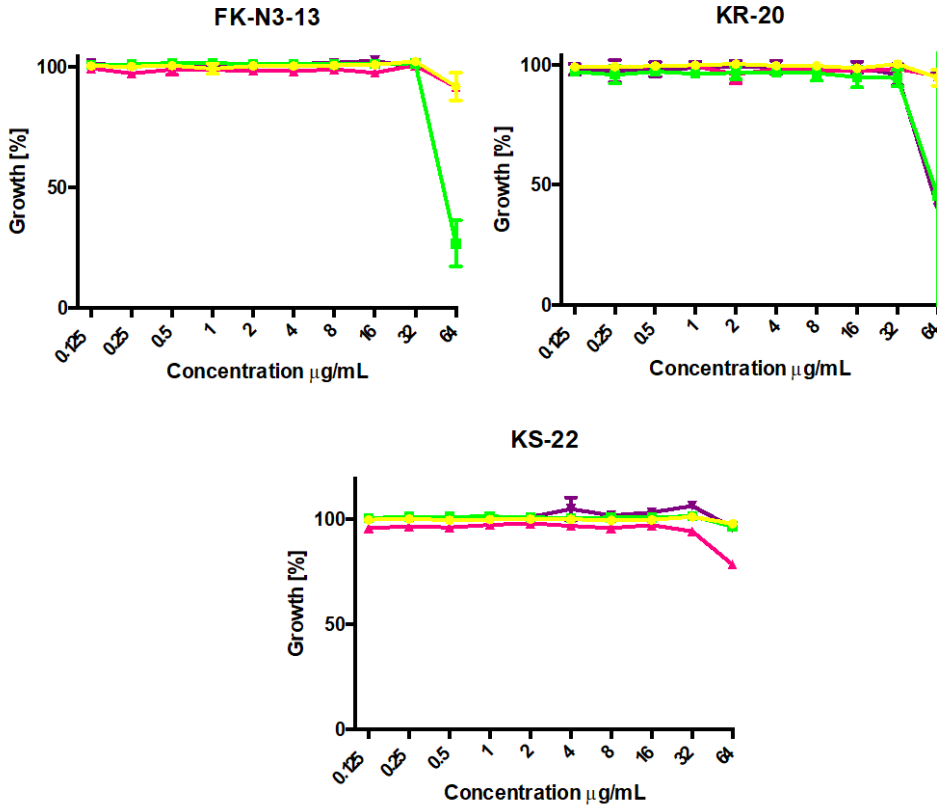 FK-N3-13
Growth [%]
100
50
0
0.125 0.25 0.5 1 2 4 8 16 32 64
Concentration μg/mL
KR-20
Growth [%]
100
50
0
0.125 0.25 0.5 1 2 4 8 16 32 64
Concentration μg/mL
KS-22
Growth [%]
100
50
0
0.125 0.25 0.5 1 2 4 8 16 32 64
Concentration μg/mL